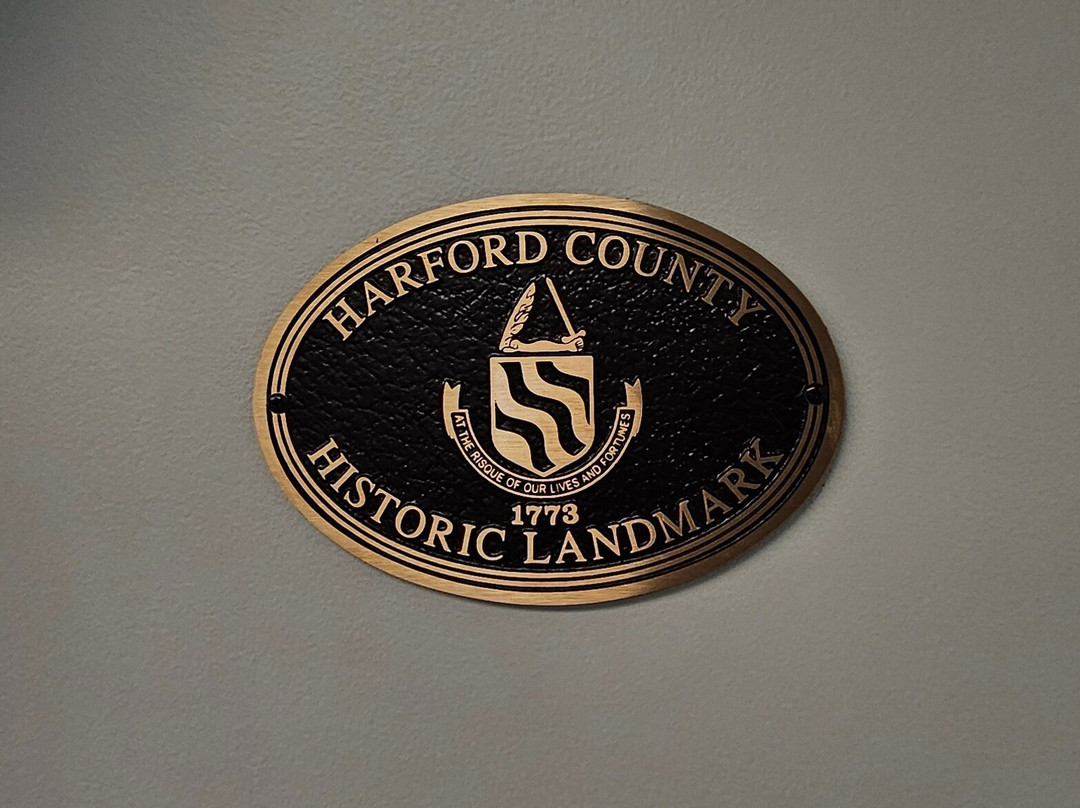 HARFORD COUNTY
AT THE RISQUE OF OUR LIVES AND FORTUNES
1773
HISTORIC LANDMARK